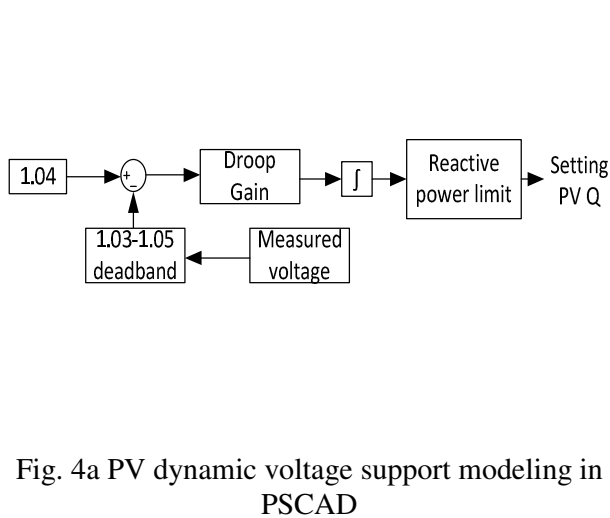 1.04
+
−
Droop
Gain
∫
Reactive
power limit
Setting
PV Q
1.03-1.05
deadband
Measured
voltage
Fig. 4a PV dynamic voltage support modeling in
PSCAD